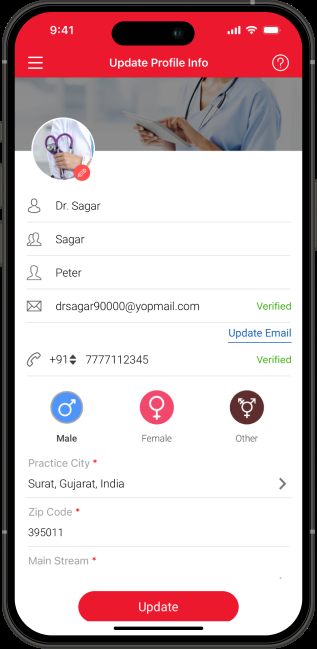 9:41
Update Profile Info
Dr. Sagar
Sagar
Peter
drsagar90000@yopmail.com Verified
Update Email
+91 7777112345 Verified
Male Female Other
Practice City *
Surat, Gujarat, India
Zip Code *
395011
Main Stream *
Update